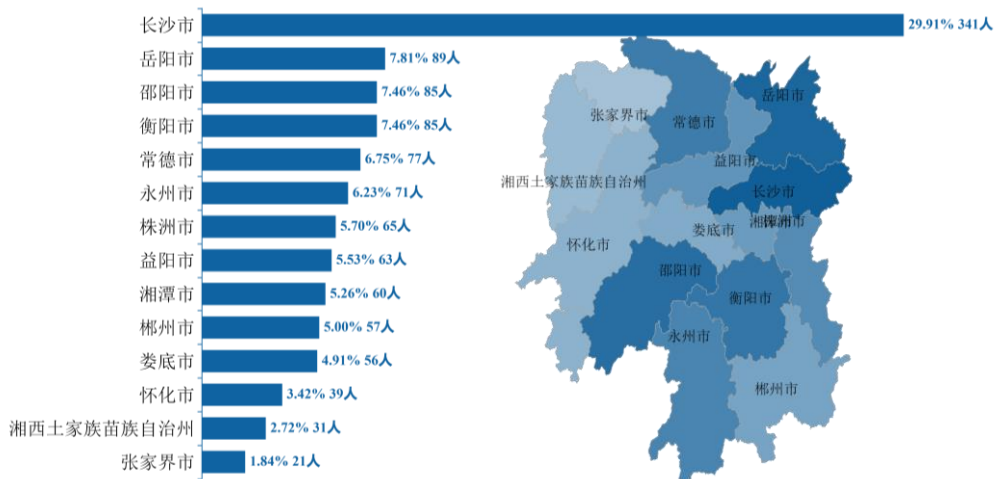 长沙市 29.91% 341人
岳阳市 7.81% 89人
邵阳市 7.46% 85人
衡阳市 7.46% 85人
常德市 6.75% 77人
永州市 6.23% 71人
株洲市 5.70% 65人
益阳市 5.53% 63人
湘潭市 5.26% 60人
郴州市 5.00% 57人
娄底市 4.91% 56人
怀化市 3.42% 39人
湘西土家族苗族自治州 2.72% 31人
张家界市 1.84% 21人
岳阳市
张家界市
常德市
益阳市
湘西土家族苗族自治州
长沙市
湘潭市
株洲市
娄底市
怀化市
邵阳市
衡阳市
永州市
郴州市